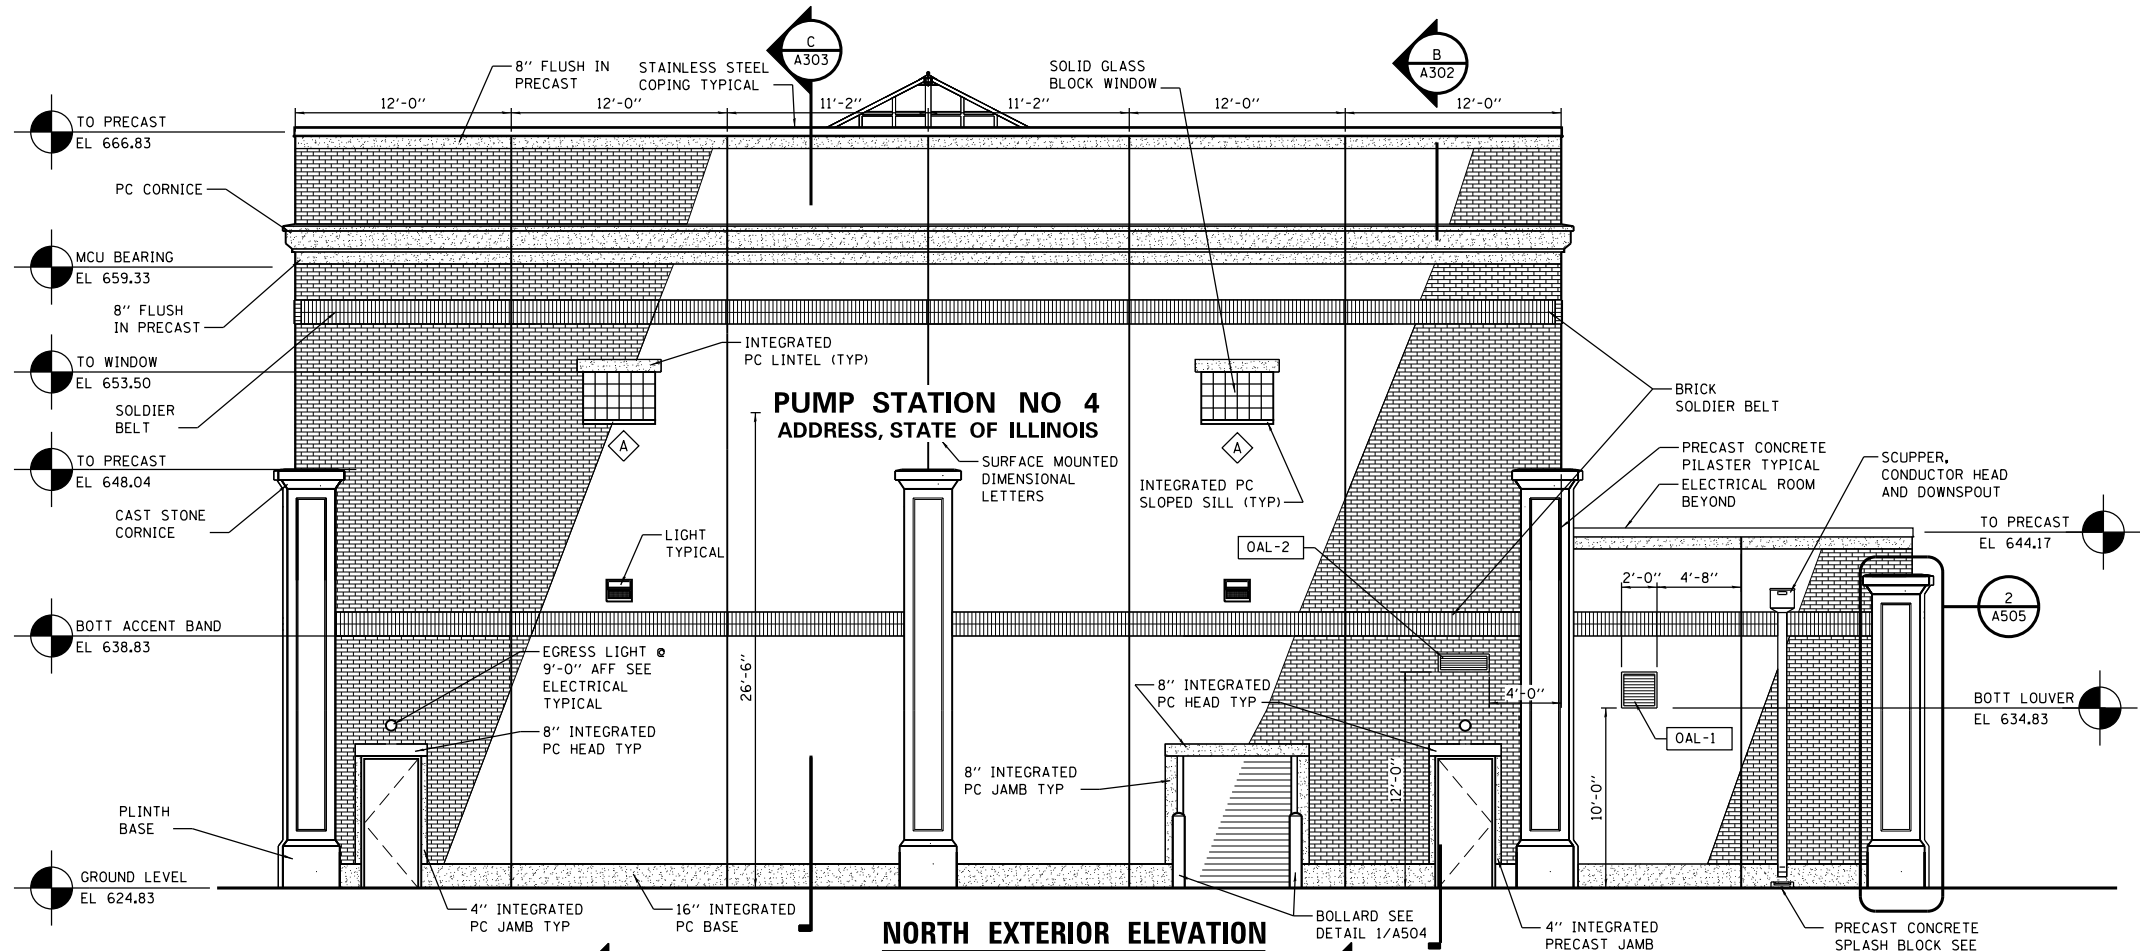 C
A303
B
A302
8'' FLUSH IN
PRECAST
STAINLESS STEEL
COPING TYPICAL
SOLID GLASS
BLOCK WINDOW
12'-0''
12'-0''
11'-2''
11'-2''
12'-0''
12'-0''
TO PRECAST
EL 666.83
PC CORNICE
MCU BEARING
EL 659.33
8'' FLUSH
IN PRECAST
TO WINDOW
EL 653.50
SOLDIER
BELT
TO PRECAST
EL 648.04
CAST STONE
CORNICE
BOTT ACCENT BAND
EL 638.83
PLINTH
BASE
GROUND LEVEL
EL 624.83
INTEGRATED
PC LINTEL (TYP)
PUMP STATION NO 4
ADDRESS, STATE OF ILLINOIS
A
A
SURFACE MOUNTED
DIMENSIONAL
LETTERS
INTEGRATED PC
SLOPED SILL (TYP)
BRICK
SOLDIER BELT
PRECAST CONCRETE
PILASTER TYPICAL
ELECTRICAL ROOM
BEYOND
SCUPPER,
CONDUCTOR HEAD
AND DOWNSPOUT
TO PRECAST
EL 644.17
LIGHT
TYPICAL
OAL-2
2'-0''
4'-8''
2
A505
EGRESS LIGHT @
9'-0'' AFF SEE
ELECTRICAL
TYPICAL
26'-6''
8'' INTEGRATED
PC HEAD TYP
4'-0''
BOTT LOUVER
EL 634.83
8'' INTEGRATED
PC HEAD TYP
OAL-1
8'' INTEGRATED
PC JAMB TYP
12'-0''
10'-0''
4'' INTEGRATED
PC JAMB TYP
16'' INTEGRATED
PC BASE
NORTH EXTERIOR ELEVATION
BOLLARD SEE
DETAIL 1/A504
4'' INTEGRATED
PRECAST JAMB
PRECAST CONCRETE
SPLASH BLOCK SEE